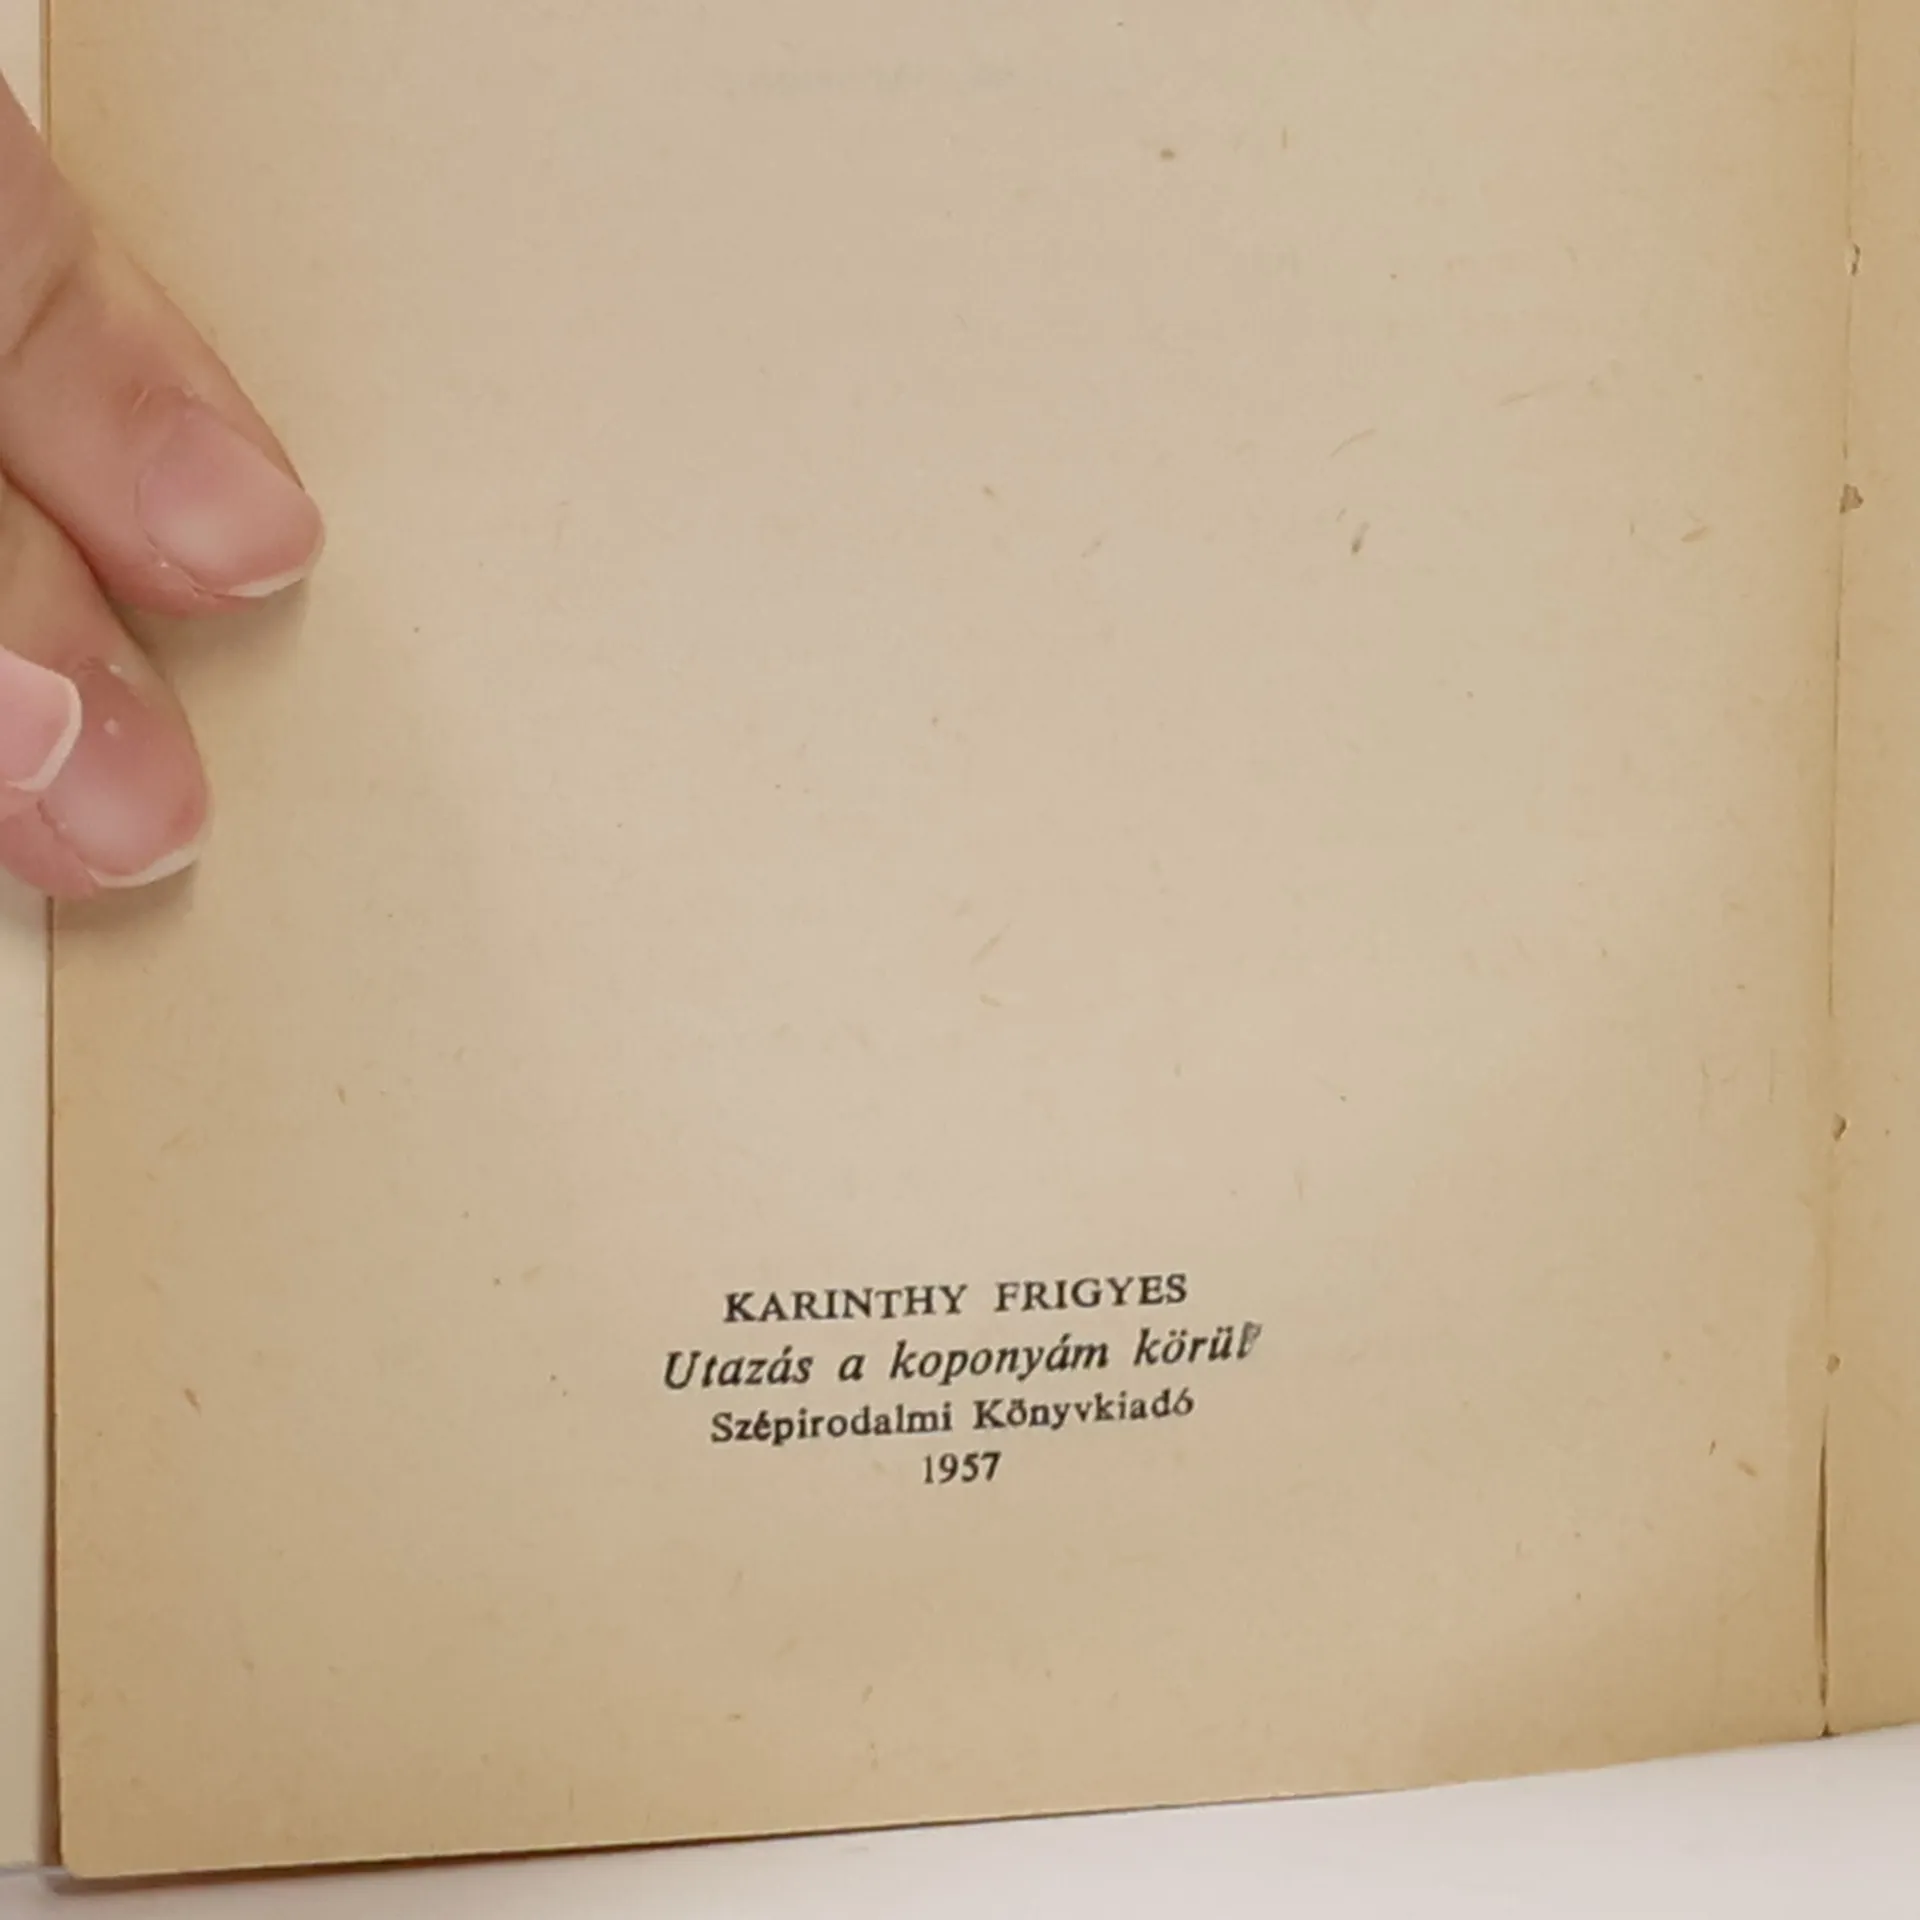 KARINTHY FRIGYES
Utazás a koponyám körül
Szépirodalmi Könyvkiadó
1957